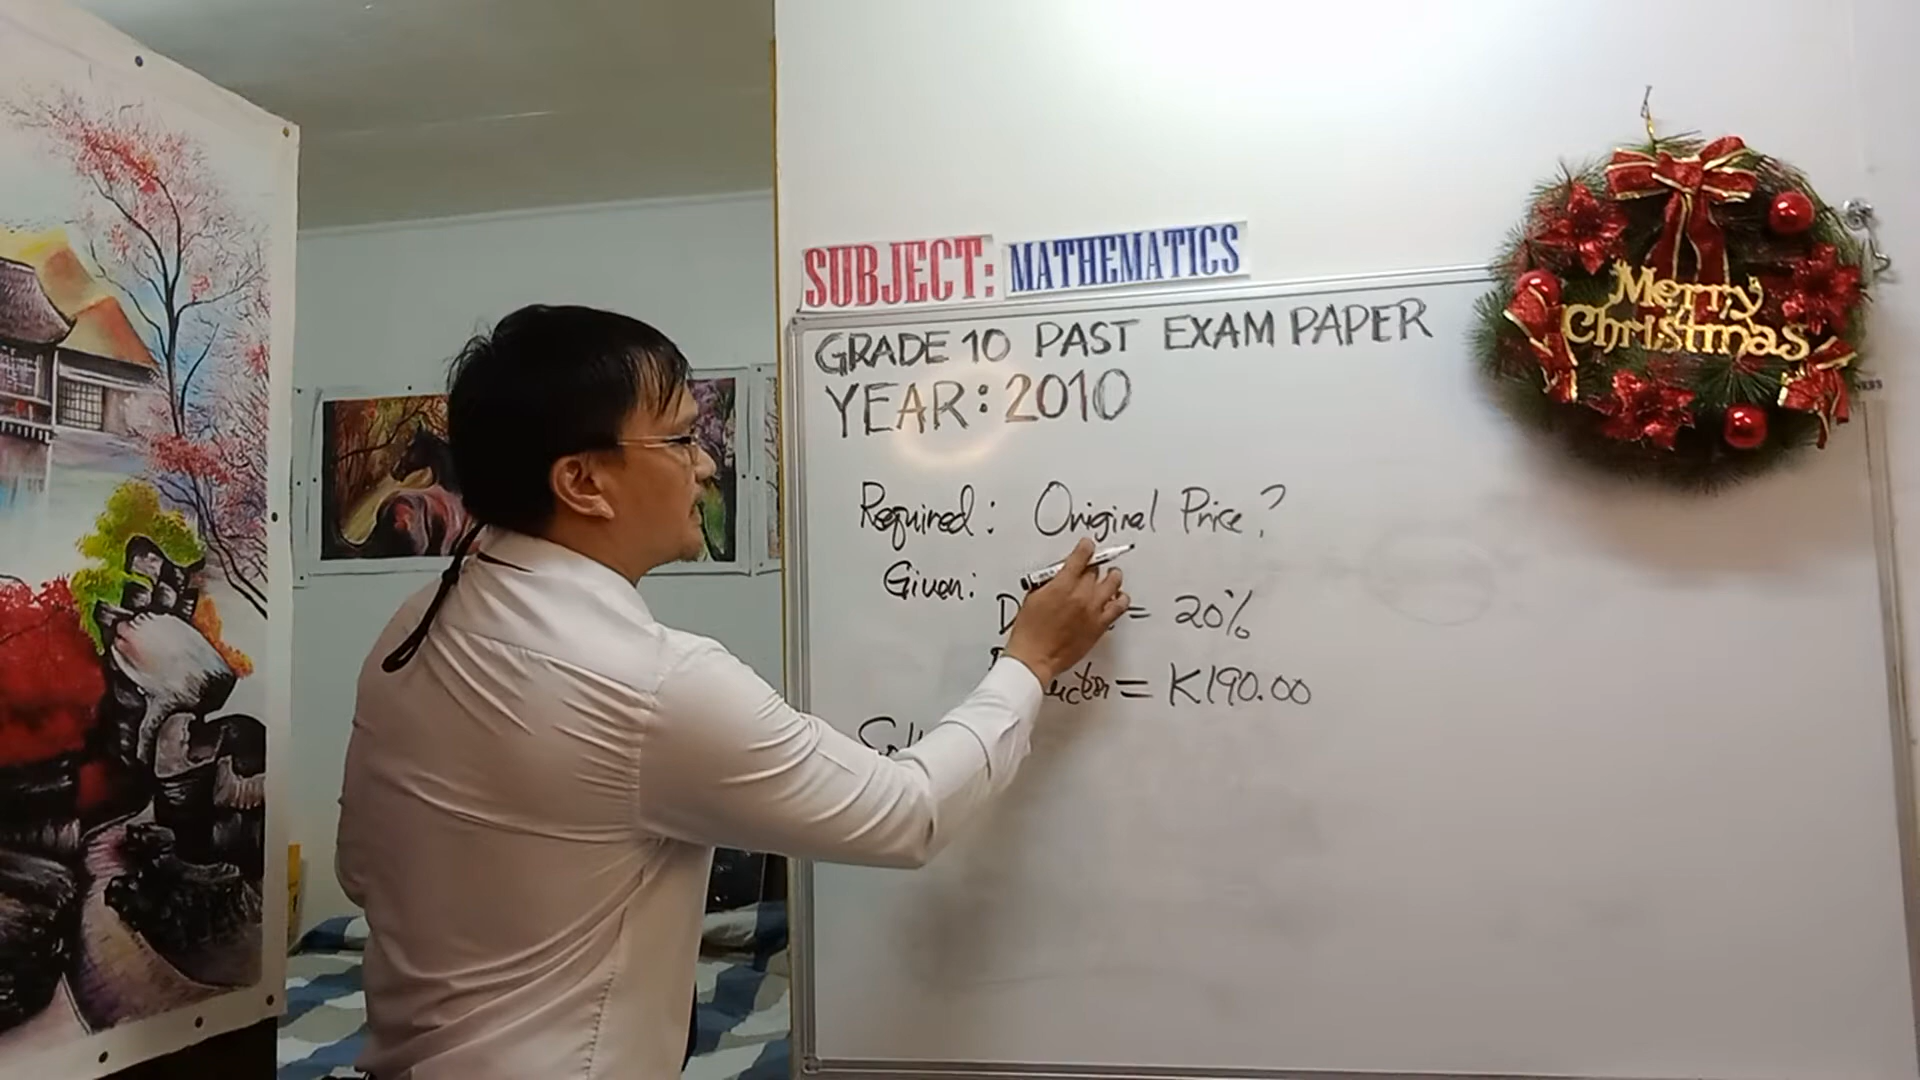 SUBJECT: MATHEMATICS
GRADE 10 PAST EXAM PAPER
YEAR: 2010
Required: Original Price?
Given:
= 20%
= K190.00
Merry
Christmas